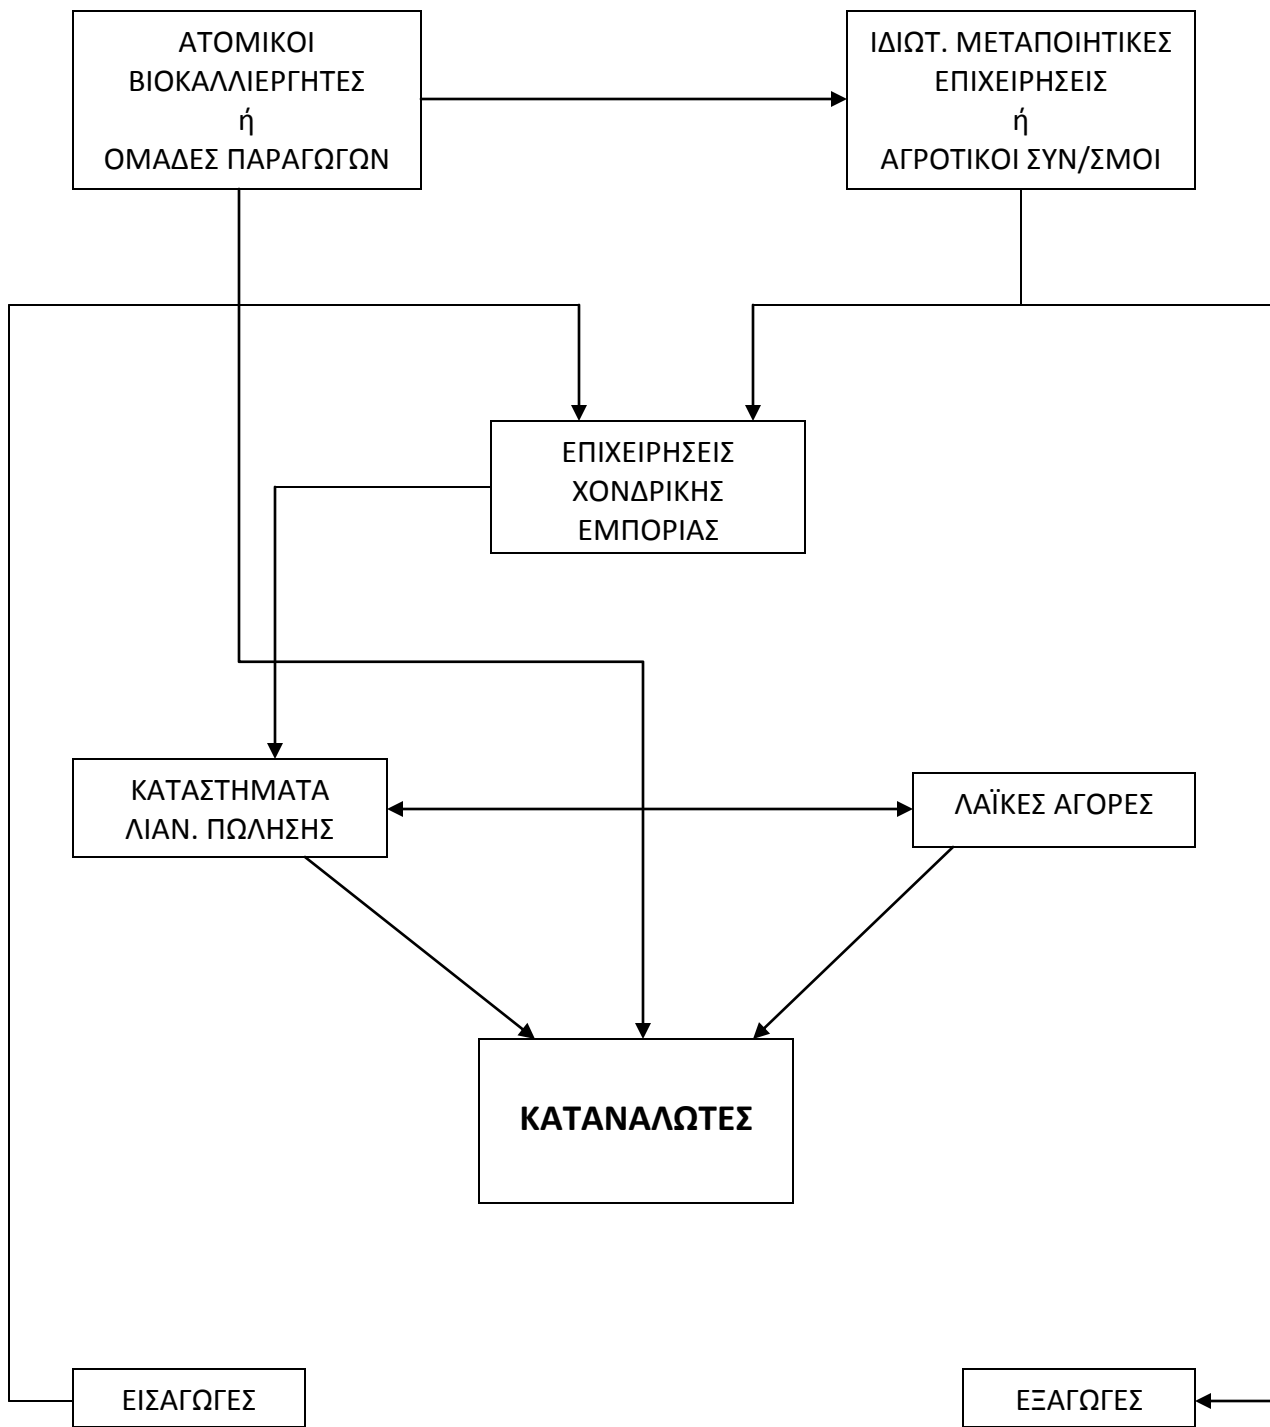 ΑΤΟΜΙΚΟΙ
ΒΙΟΚΑΛΛΙΕΡΓΗΤΕΣ
ή
ΟΜΑΔΕΣ ΠΑΡΑΓΩΓΩΝ
ΙΔΙΩΤ. ΜΕΤΑΠΟΙΗΤΙΚΕΣ
ΕΠΙΧΕΙΡΗΣΕΙΣ
ή
ΑΓΡΟΤΙΚΟΙ ΣΥΝ/ΣΜΟΙ
ΕΠΙΧΕΙΡΗΣΕΙΣ
ΧΟΝΔΡΙΚΗΣ
ΕΜΠΟΡΙΑΣ
ΚΑΤΑΣΤΗΜΑΤΑ
ΛΙΑΝ. ΠΩΛΗΣΗΣ
ΛΑΪΚΕΣ ΑΓΟΡΕΣ
ΚΑΤΑΝΑΛΩΤΕΣ
ΕΙΣΑΓΩΓΕΣ
ΕΞΑΓΩΓΕΣ